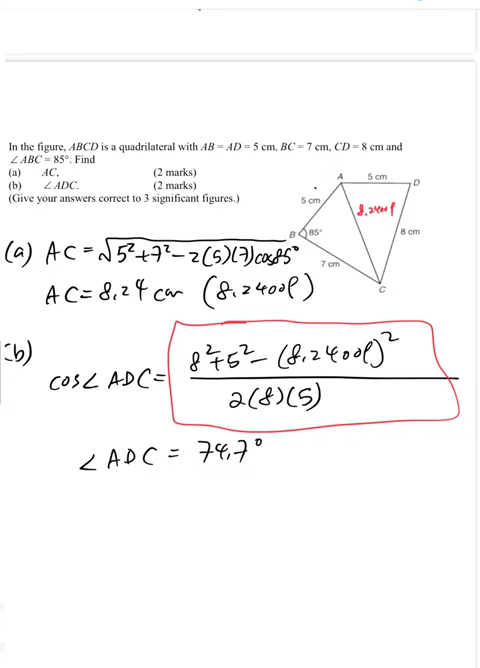 In the figure, ABCD is a quadrilateral with AB = AD = 5 cm, BC = 7 cm, CD = 8 cm and
∠ABC = 85°. Find
(a) AC, (2 marks)
(b) ∠ADC. (2 marks)
(Give your answers correct to 3 significant figures.)
A 5 cm D
5 cm 8.24008
B 85° 8 cm
7 cm
C
(a) AC = √5²+7²-2(5)(7)cos85°
AC = 8.24 cm (8.24008)
(b) cos∠ADC = 8²+5²-(8.24008)² / 2(8)(5)
∠ADC = 74.7°